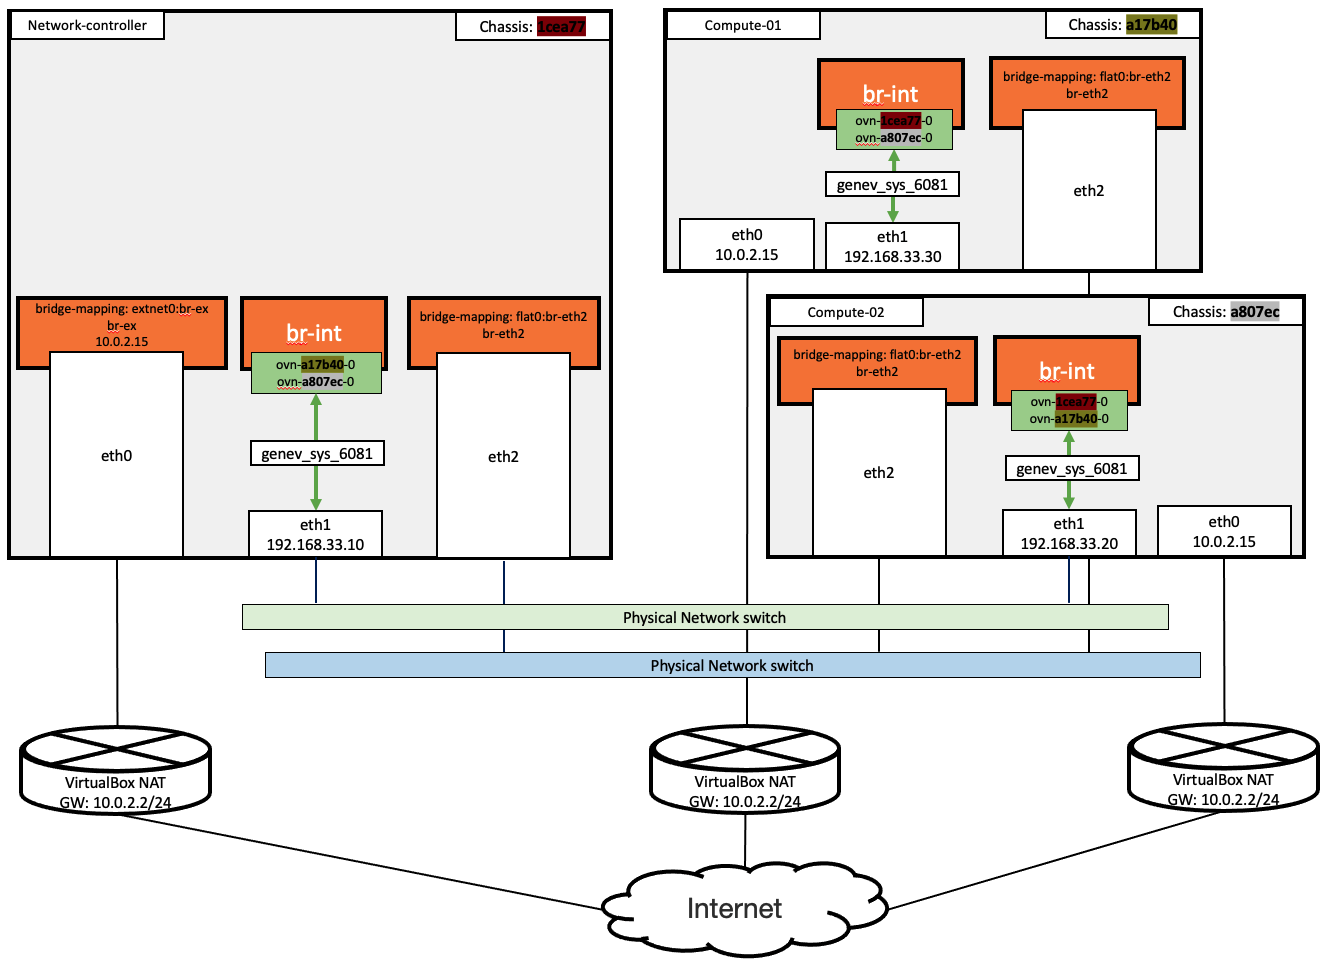 Network-controller
Chassis: 1cea77
bridge-mapping: extnet0:br-ex
br-ex
10.0.2.15
eth0
br-int
ovn-a17b40-0
ovn-a807ec-0
genev_sys_6081
eth1
192.168.33.10
bridge-mapping: flat0:br-eth2
br-eth2
eth2
Compute-01
Chassis: a17b40
br-int
ovn-1cea77-0
ovn-a807ec-0
genev_sys_6081
eth0
10.0.2.15
eth1
192.168.33.30
bridge-mapping: flat0:br-eth2
br-eth2
eth2
Compute-02
Chassis: a807ec
bridge-mapping: flat0:br-eth2
br-eth2
eth2
br-int
ovn-1cea77-0
ovn-a17b40-0
genev_sys_6081
eth1
192.168.33.20
eth0
10.0.2.15
Physical Network switch
Physical Network switch
VirtualBox NAT
GW: 10.0.2.2/24
VirtualBox NAT
GW: 10.0.2.2/24
VirtualBox NAT
GW: 10.0.2.2/24
Internet